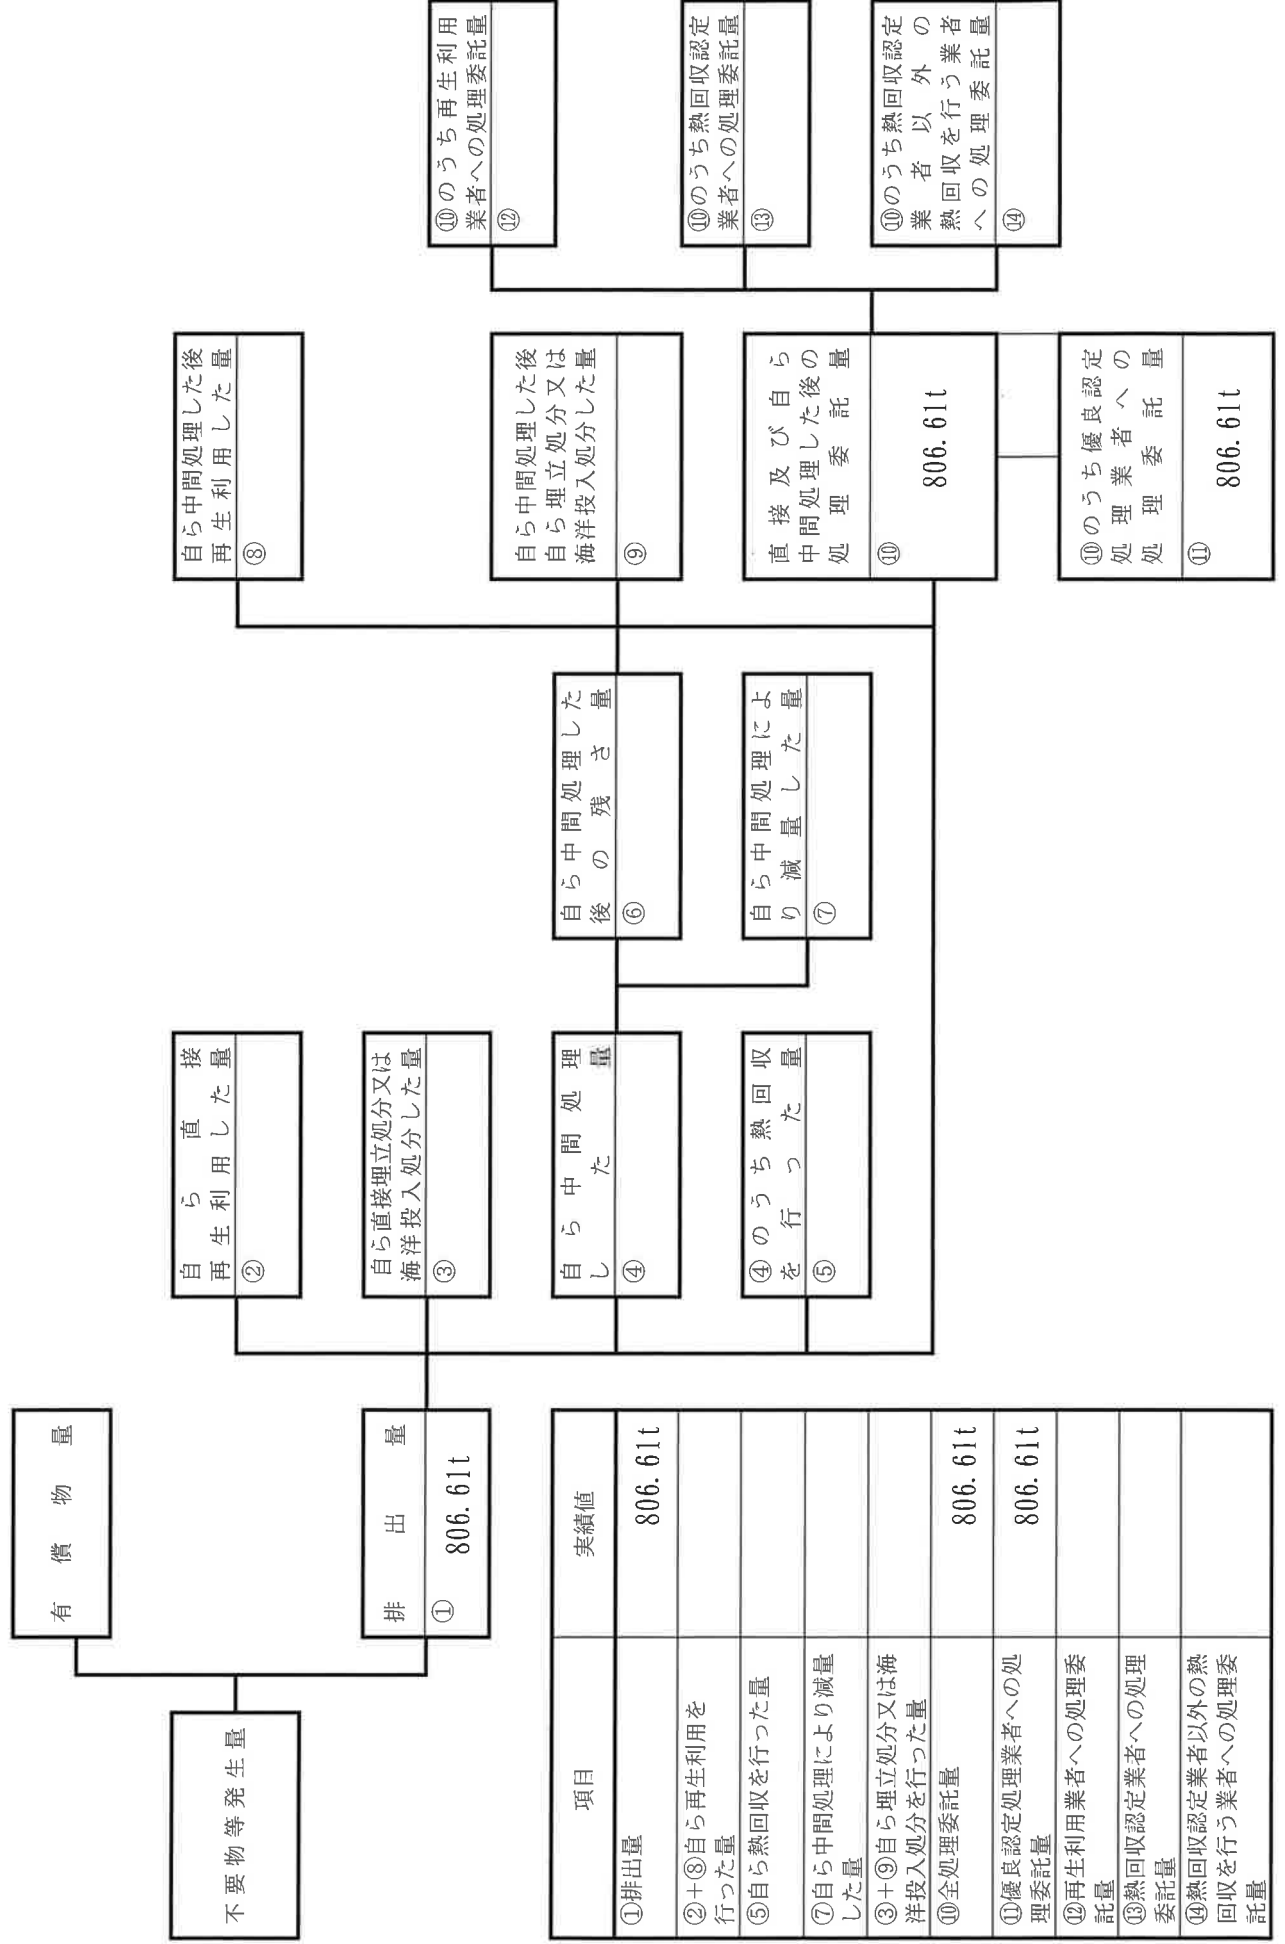 不要物等発生量
有償物量
排出量
① 806.61t
自ら直接
再生利用した量
②
自ら直接埋立処分又は
海洋投入処分した量
③
自ら中間処理
した量
④
④のうち熱回収
を行った量
⑤
自ら中間処理した
後の残さ量
⑥
自ら中間処理によ
り減量した量
⑦
自ら中間処理した後
再生利用した量
⑧
自ら中間処理した後
自ら埋立処分又は
海洋投入処分した量
⑨
直接及び自ら
中間処理した後の
処理委託量
⑩ 806.61t
⑩のうち優良認定
処理業者への
処理委託量
⑪ 806.61t
⑩のうち再生利用
業者への処理委託量
⑫
⑩のうち熱回収認定
業者への処理委託量
⑬
⑩のうち熱回収認定
業者以外の
熱回収を行う業者
への処理委託量
⑭
項目 実績値
①排出量 806.61t
②+⑧自ら再生利用を
行った量
⑤自ら熱回収を行った量
⑦自ら中間処理により減量
した量
③+⑨自ら埋立処分又は海
洋投入処分を行った量
⑩全処理委託量 806.61t
⑪優良認定処理業者への処
理委託量 806.61t
⑫再生利用業者への処理委
託量
⑬熱回収認定業者への処理
委託量
⑭熱回収認定業者以外の熱
回収を行う業者への処理委
託量